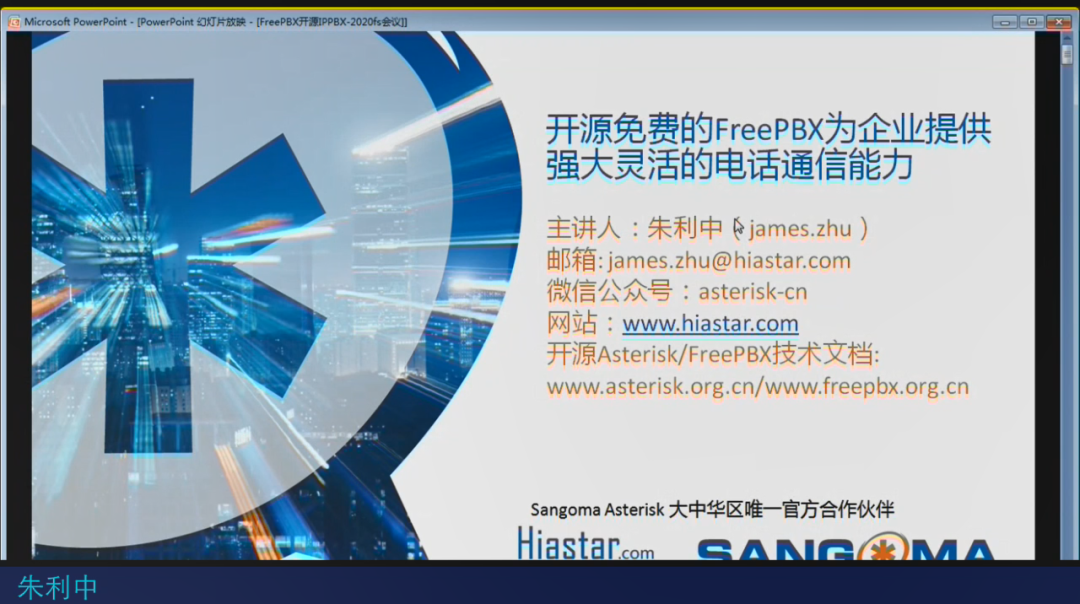 Microsoft PowerPoint - [PowerPoint 幻灯片放映 - [FreePBX开源IPPBX-2020fs会议]]
开源免费的FreePBX为企业提供
强大灵活的电话通信能力
主讲人：朱利中（james.zhu）
邮箱: james.zhu@hiastar.com
微信公众号：asterisk-cn
网站：www.hiastar.com
开源Asterisk/FreePBX技术文档:
www.asterisk.org.cn/www.freepbx.org.cn
Sangoma Asterisk 大中华区唯一官方合作伙伴
Hiastar.com SANGOMA
朱利中